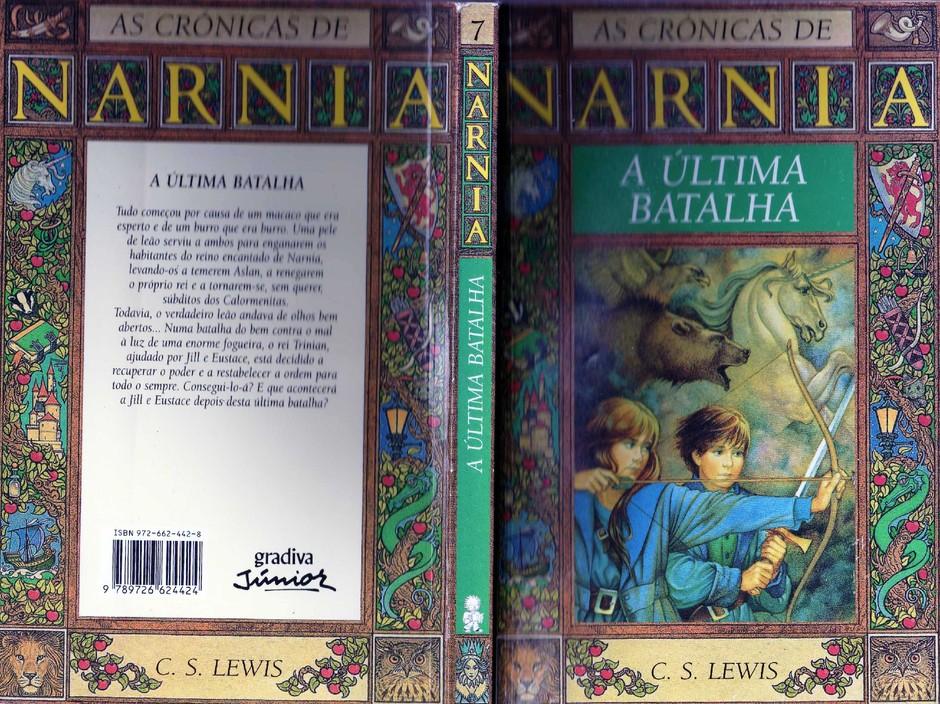 AS CRÓNICAS DE
NARNIA
A ÚLTIMA BATALHA
Tudo começou por causa de um macaco que era
esperto e de um burro que era burro. Uma pele
de leão serviu a ambos para enganarem os
habitantes do reino encantado de Narnia,
levando-os a temerem Aslan, a renegarem
o próprio rei e a tornarem-se, sem querer,
súbditos dos Calormenitas.
Todavia, o verdadeiro leão andava de olhos bem
abertos... Numa batalha do bem contra o mal
à luz de uma enorme fogueira, o rei Trinian,
ajudado por Jill e Eustace, está decidido a
recuperar o poder e a restabelecer a ordem para
todo o sempre. Consegui-lo-á? E que acontecerá
a Jill e Eustace depois desta última batalha?
ISBN 972-662-442-8
9 789726 624424
gradiva
Júnior
C. S. LEWIS
7
NARNIA
A ÚLTIMA BATALHA
AS CRÓNICAS DE
NARNIA
A ÚLTIMA
BATALHA
C. S. LEWIS